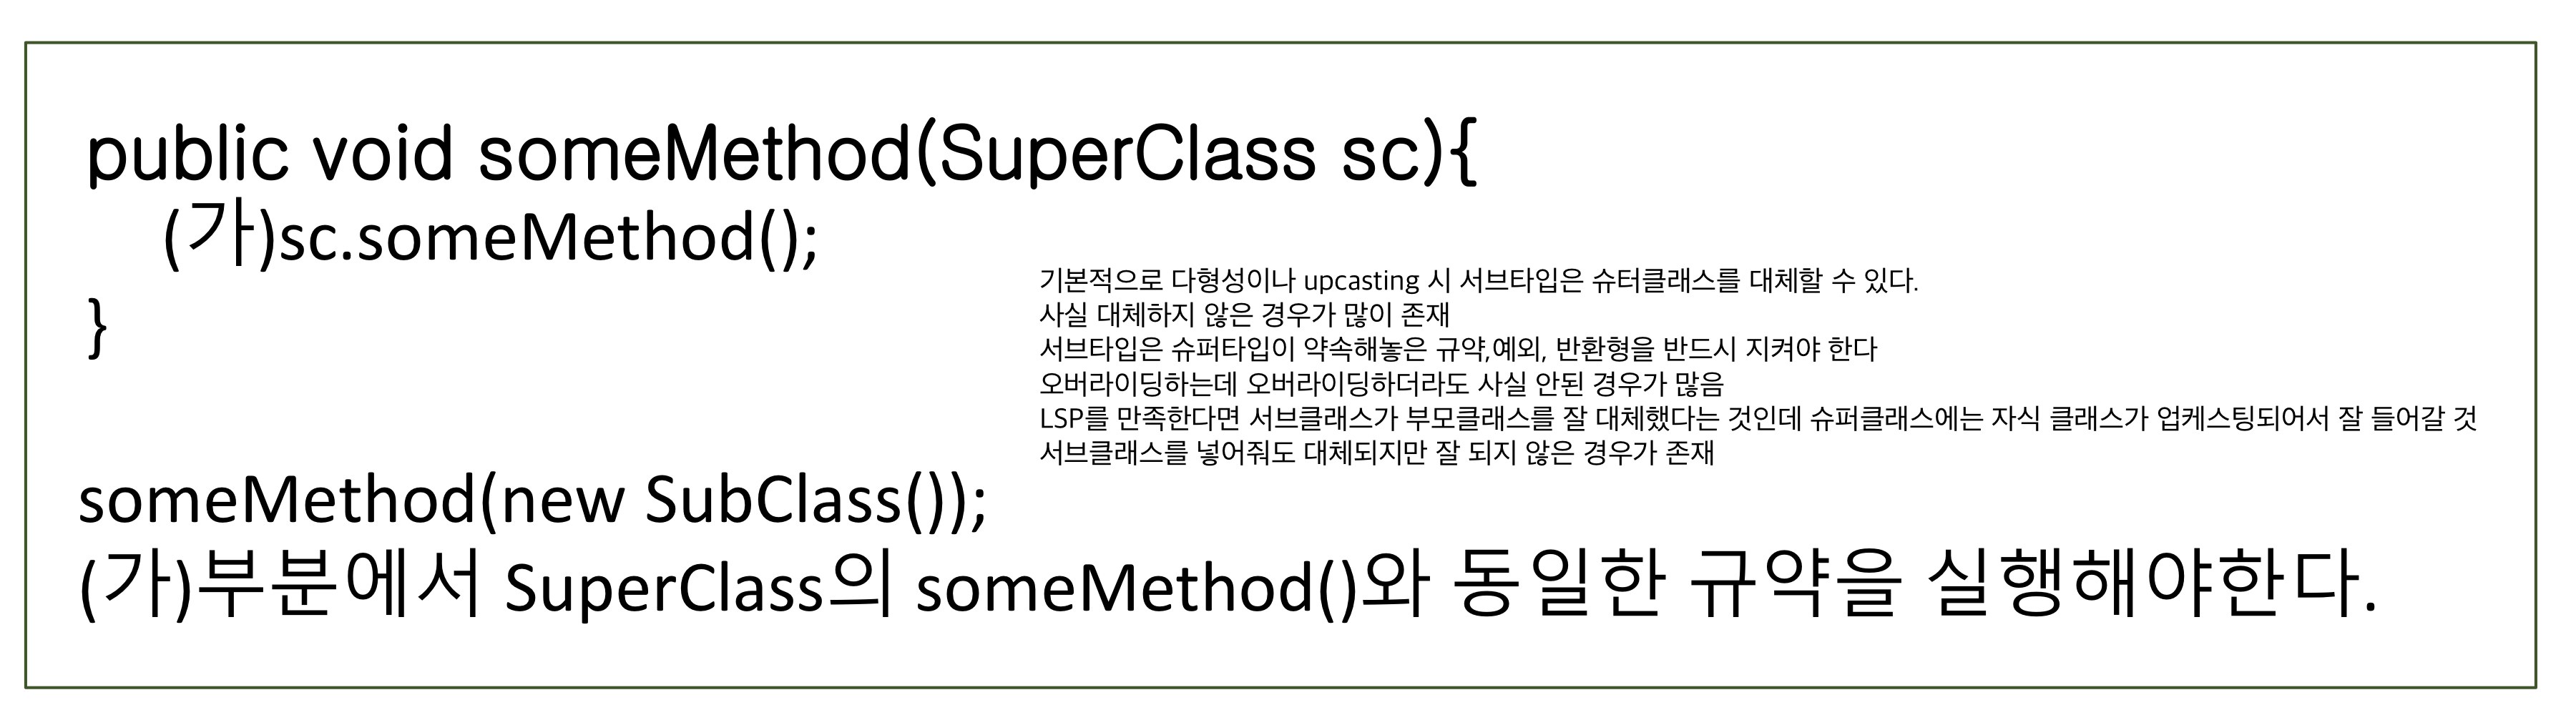 public void someMethod(SuperClass sc){
(가)sc.someMethod();
}
기본적으로 다형성이나 upcasting 시 서브타입은 슈터클래스를 대체할 수 있다.
사실 대체하지 않은 경우가 많이 존재
서브타입은 슈퍼타입이 약속해놓은 규약,예외, 반환형을 반드시 지켜야 한다
오버라이딩하는데 오버라이딩하더라도 사실 안된 경우가 많음
LSP를 만족한다면 서브클래스가 부모클래스를 잘 대체했다는 것인데 슈퍼클래스에는 자식 클래스가 업케스팅되어서 잘 들어갈 것
서브클래스를 넣어줘도 대체되지만 잘 되지 않은 경우가 존재
someMethod(new SubClass());
(가)부분에서 SuperClass의 someMethod()와 동일한 규약을 실행해야한다.